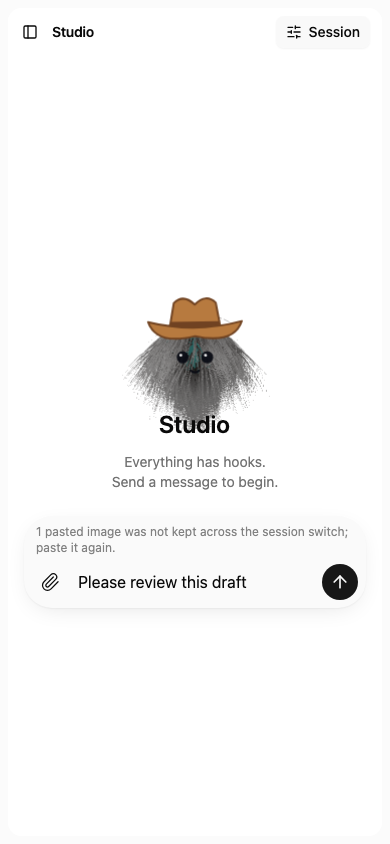 Studio
Session
Studio
Everything has hooks.
Send a message to begin.
1 pasted image was not kept across the session switch;
paste it again.
Please review this draft